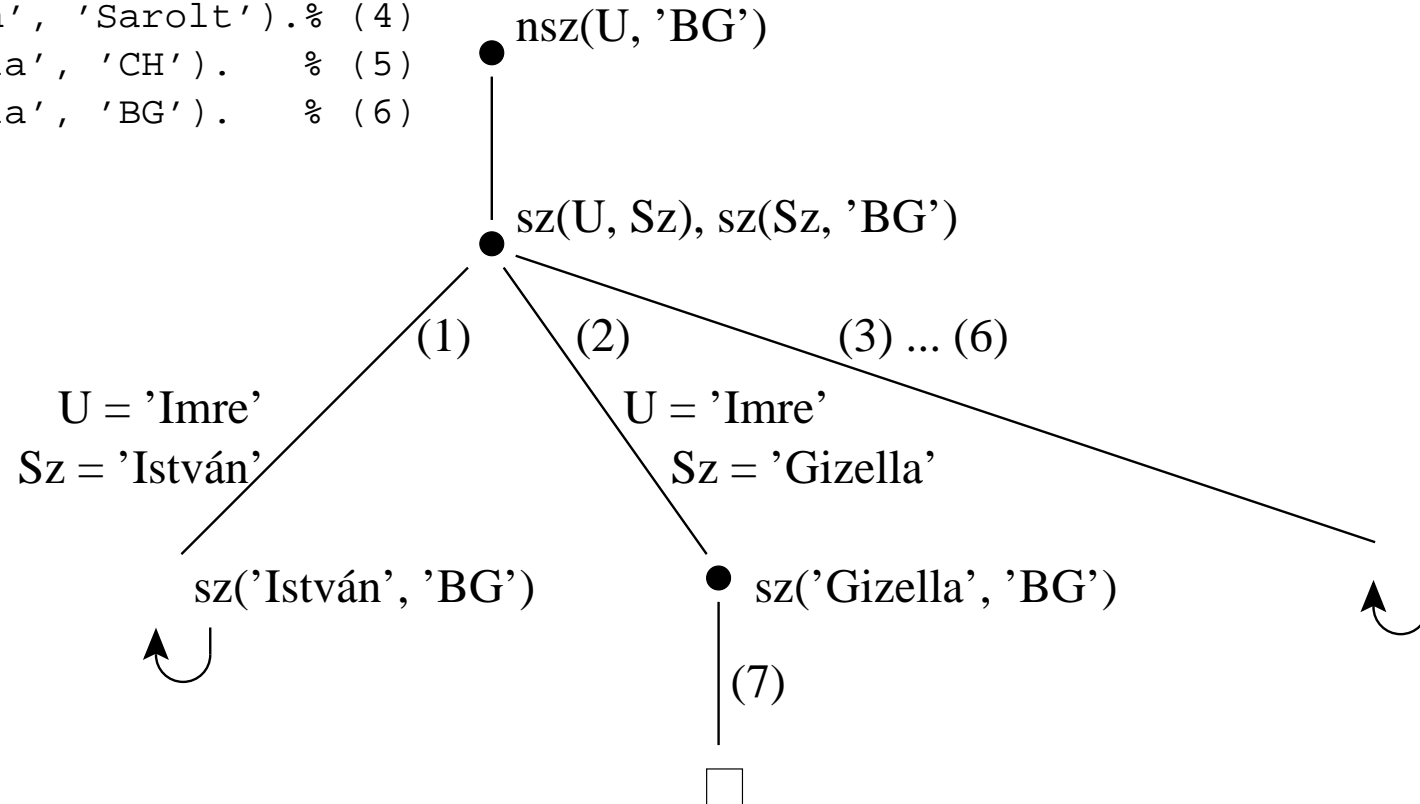 ', 'Sarolt').% (4)
a', 'CH'). % (5)
a', 'BG'). % (6)
nsz(U, ’BG’)
sz(U, Sz), sz(Sz, ’BG’)
(1) (2) (3) ... (6)
U = ’Imre’ U = ’Imre’
Sz = ’István’ Sz = ’Gizella’
sz('István’, ’BG’) sz(’Gizella’, ’BG’)
(7)